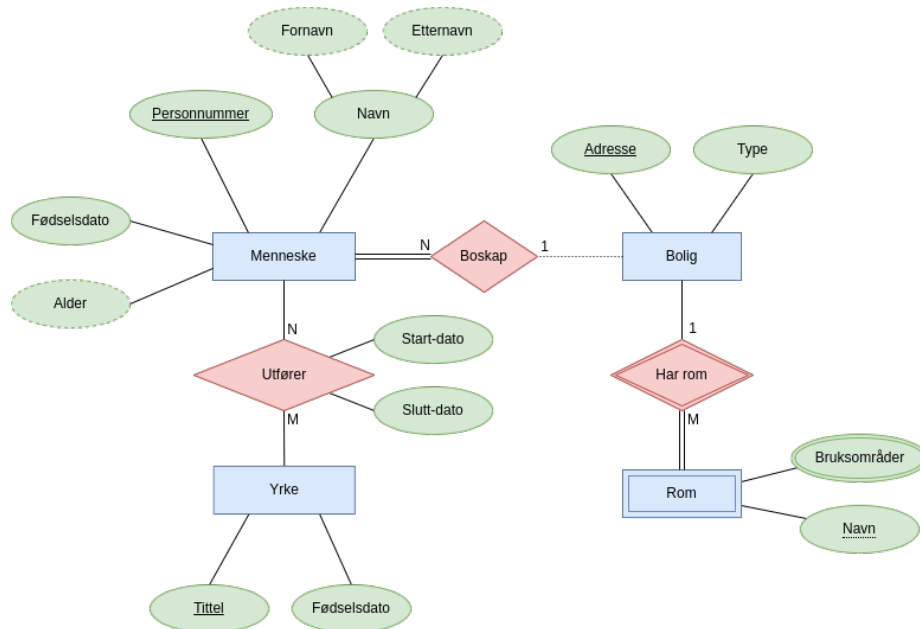 Fornavn
Etternavn
Personnummer
Navn
Adresse
Type
Fødselsdato
Menneske
N
Boskap
1
Bolig
Alder
N
Start-dato
1
Utfører
Har rom
Slutt-dato
M
M
Bruksområder
Yrke
Rom
Navn
Tittel
Fødselsdato